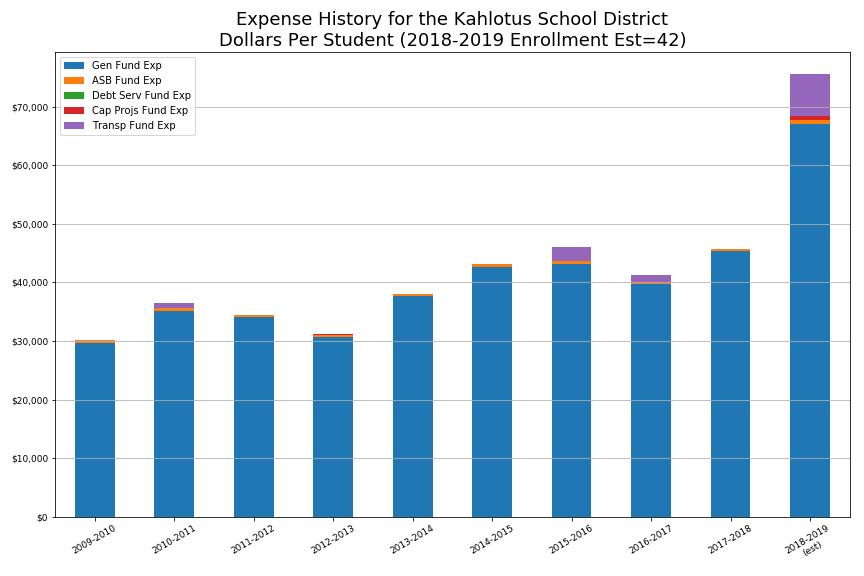 Expense History for the Kahlotus School District
Dollars Per Student (2018-2019 Enrollment Est=42)
Gen Fund Exp
ASB Fund Exp
Debt Serv Fund Exp
Cap Projs Fund Exp
Transp Fund Exp
$70,000
$60,000
$50,000
$40,000
$30,000
$20,000
$10,000
$0
2009-2010
2010-2011
2011-2012
2012-2013
2013-2014
2014-2015
2015-2016
2016-2017
2017-2018
2018-2019
(est)